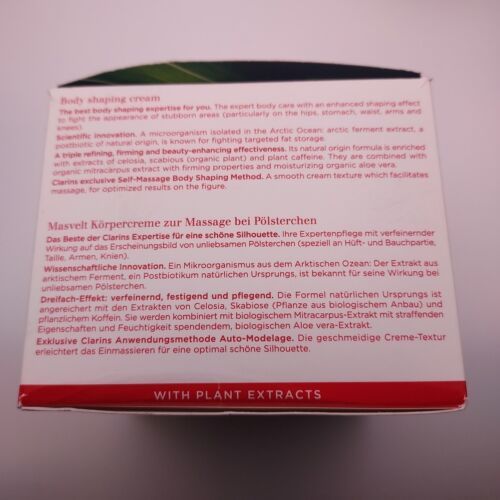 Body shaping cream
The best body shaping expertise for you. The expert body care with an enhanced shaping effect
to fight the appearance of stubborn areas (particularly on the hips, stomach, waist, arms and
knees).
Scientific innovation. A microorganism isolated in the Arctic Ocean: arctic ferment extract, a
postbiotic of natural origin, is known for fighting targeted fat storage.
A triple refining, firming and beauty-enhancing effectiveness. Its natural origin formula is enriched
with extracts of celosia, scabious (organic plant) and plant caffeine. They are combined with
organic mitracarpus extract with firming properties and moisturizing organic aloe vera.
Clarins exclusive Self-Massage Body Shaping Method. A smooth cream texture which facilitates
massage, for optimized results on the figure.
Masvelt Körpercreme zur Massage bei Pölsterchen
Das Beste der Clarins Expertise für eine schöne Silhouette. Ihre Expertenpflege mit verfeinernder
Wirkung auf das Erscheinungsbild von unliebsamen Pölsterchen (speziell an Hüft- und Bauchpartie,
Taille, Armen, Knien).
Wissenschaftliche Innovation. Ein Mikroorganismus aus dem Arktischen Ozean: Der Extrakt aus
arktischem Ferment, ein Postbiotikum natürlichen Ursprungs, ist bekannt für seine Wirkung bei
unliebsamen Pölsterchen.
Dreifach-Effekt: verfeinernd, festigend und pflegend. Die Formel natürlichen Ursprungs ist
angereichert mit den Extrakten von Celosia, Skabiose (Pflanze aus biologischem Anbau) und
pflanzlichem Koffein. Sie werden kombiniert mit biologischem Mitracarpus-Extrakt mit straffenden
Eigenschaften und Feuchtigkeit spendendem, biologischen Aloe vera-Extrakt.
Exklusive Clarins Anwendungsmethode Auto-Modelage. Die geschmeidige Creme-Textur
erleichtert das Einmassieren für eine optimal schöne Silhouette.
WITH PLANT EXTRACTS